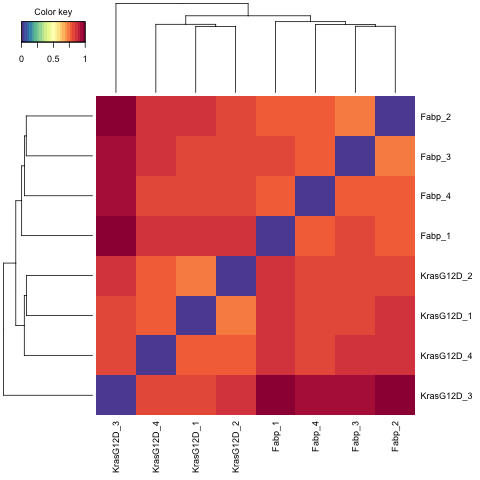 Color key
0 0.5 1
Fabp_2
Fabp_3
Fabp_4
Fabp_1
KrasG12D_2
KrasG12D_1
KrasG12D_4
KrasG12D_3
KrasG12D_3
KrasG12D_4
KrasG12D_1
KrasG12D_2
Fabp_1
Fabp_4
Fabp_3
Fabp_2